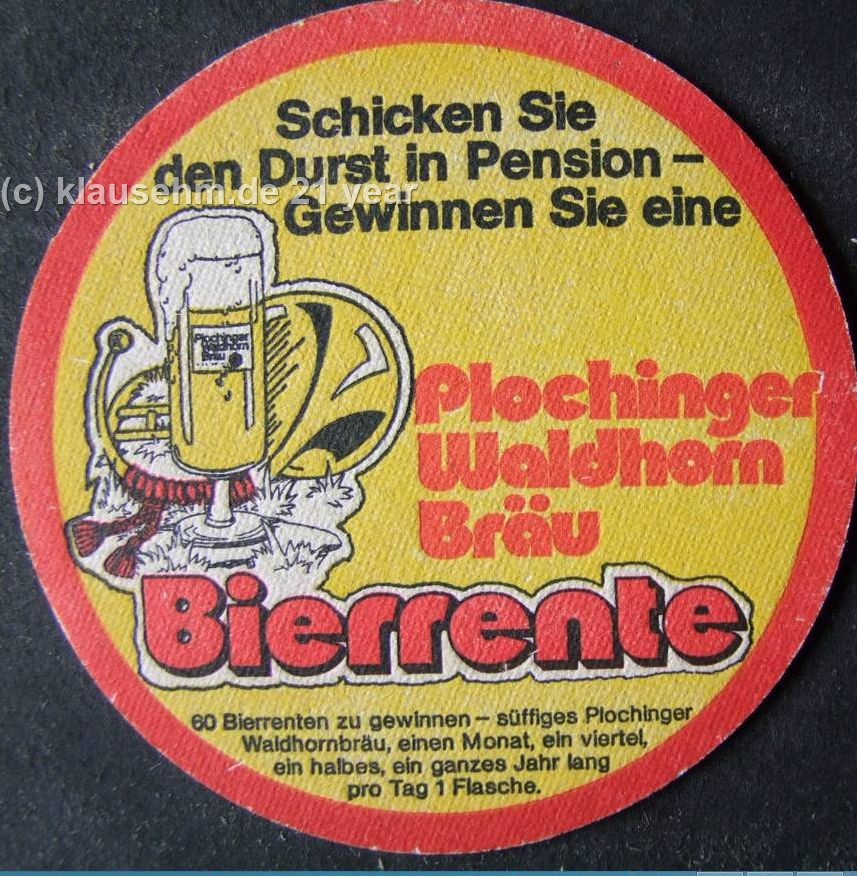 Schicken Sie
den Durst in Pension –
(c) klausehm.de 21 year
Gewinnen Sie eine
Plochinger
Waldhorn
Bräu
Plochinger
Waldhorn
Bräu
Bierrente
60 Bierrenten zu gewinnen – süffiges Plochinger
Waldhornbräu, einen Monat, ein viertel,
ein halbes, ein ganzes Jahr lang
pro Tag 1 Flasche.